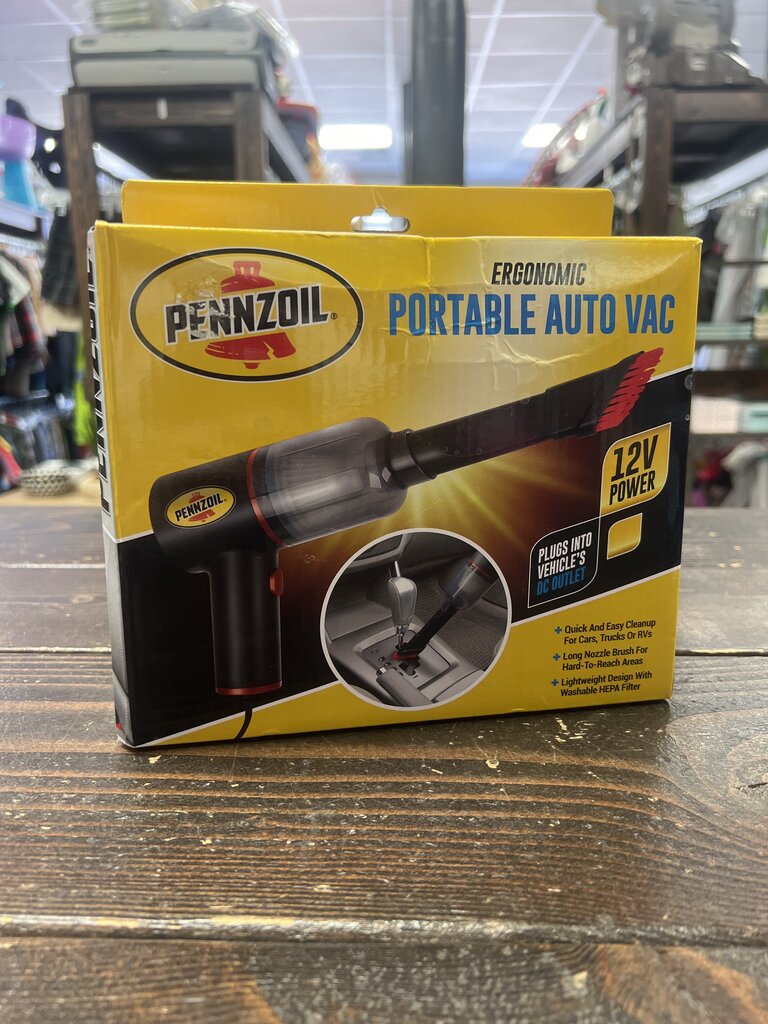 PENNZOIL®
ERGONOMIC
PORTABLE AUTO VAC
PENNZOIL
PENNZOIL
12V
POWER
PLUGS INTO
VEHICLE'S
DC OUTLET
+ Quick And Easy Cleanup
For Cars, Trucks Or RVs
+ Long Nozzle Brush For
Hard-To-Reach Areas
+ Lightweight Design With
Washable HEPA Filter